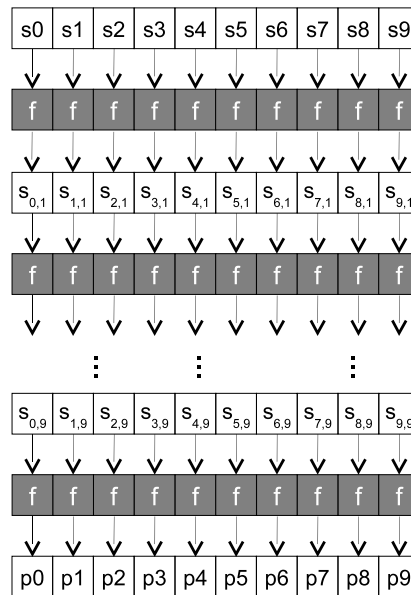 s0 s1 s2 s3 s4 s5 s6 s7 s8 s9
f f f f f f f f f f
s0,1 s1,1 s2,1 s3,1 s4,1 s5,1 s6,1 s7,1 s8,1 s9,1
f f f f f f f f f f
s0,9 s1,9 s2,9 s3,9 s4,9 s5,9 s6,9 s7,9 s8,9 s9,9
f f f f f f f f f f
p0 p1 p2 p3 p4 p5 p6 p7 p8 p9